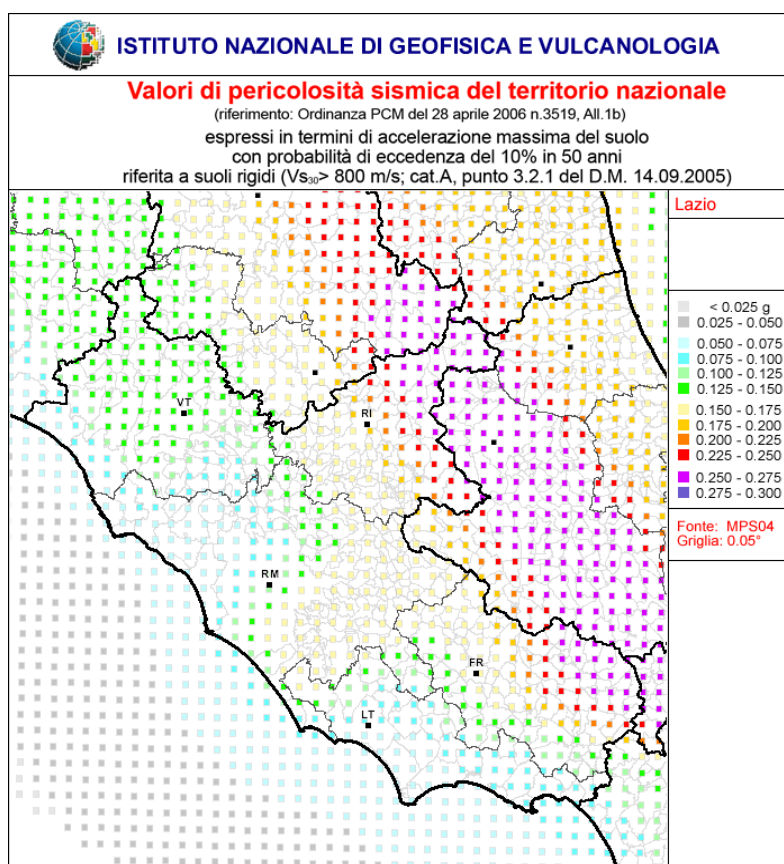 ISTITUTO NAZIONALE DI GEOFISICA E VULCANOLOGIA
Valori di pericolosità sismica del territorio nazionale
(riferimento: Ordinanza PCM del 28 aprile 2006 n.3519, All.1b)
espressi in termini di accelerazione massima del suolo
con probabilità di eccedenza del 10% in 50 anni
riferita a suoli rigidi (Vs30> 800 m/s; cat.A, punto 3.2.1 del D.M. 14.09.2005)
Lazio
< 0.025 g
0.025 - 0.050
0.050 - 0.075
0.075 - 0.100
0.100 - 0.125
0.125 - 0.150
0.150 - 0.175
0.175 - 0.200
0.200 - 0.225
0.225 - 0.250
0.250 - 0.275
0.275 - 0.300
Fonte: MPS04
Griglia: 0.05°
VT
RI
RM
FR
LT